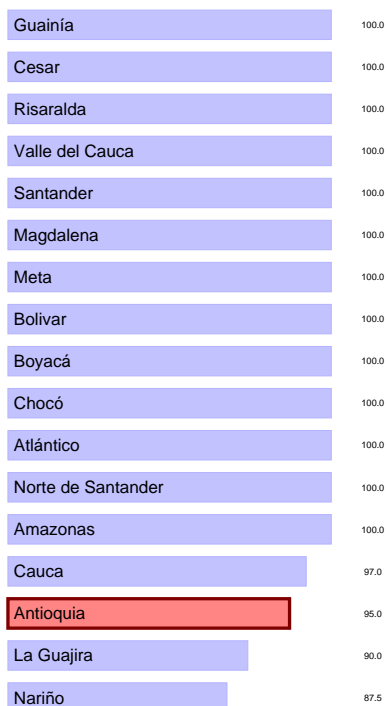 Guainía 100.0
Cesar 100.0
Risaralda 100.0
Valle del Cauca 100.0
Santander 100.0
Magdalena 100.0
Meta 100.0
Bolivar 100.0
Boyacá 100.0
Chocó 100.0
Atlántico 100.0
Norte de Santander 100.0
Amazonas 100.0
Cauca 97.0
Antioquia 95.0
La Guajira 90.0
Nariño 87.5